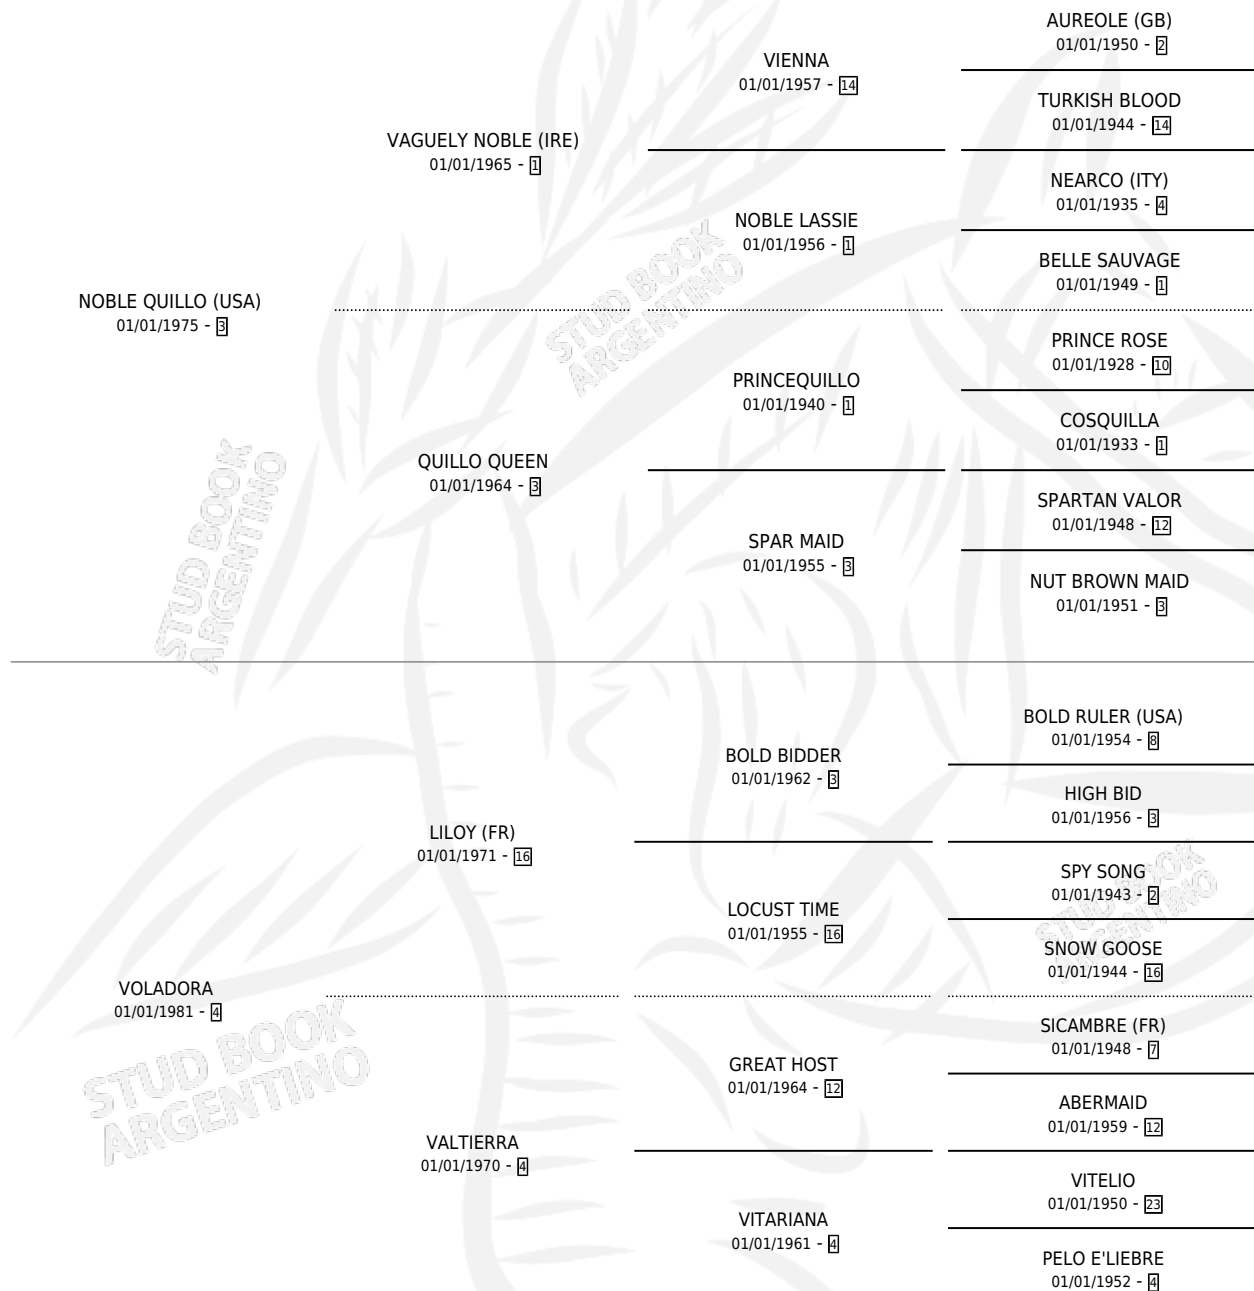 AUREOLE (GB)
01/01/1950 - 2
VIENNA
01/01/1957 - 14
TURKISH BLOOD
01/01/1944 - 14
VAGUELY NOBLE (IRE)
01/01/1965 - 1
NEARCO (ITY)
01/01/1935 - 4
NOBLE LASSIE
01/01/1956 - 1
BELLE SAUVAGE
01/01/1949 - 1
NOBLE QUILLO (USA)
01/01/1975 - 3
PRINCE ROSE
01/01/1928 - 10
PRINCEQUILLO
01/01/1940 - 1
COSQUILLA
01/01/1933 - 1
QUILLO QUEEN
01/01/1964 - 3
SPARTAN VALOR
01/01/1948 - 12
SPAR MAID
01/01/1955 - 3
NUT BROWN MAID
01/01/1951 - 3
BOLD RULER (USA)
01/01/1954 - 8
BOLD BIDDER
01/01/1962 - 3
HIGH BID
01/01/1956 - 3
LILOY (FR)
01/01/1971 - 16
SPY SONG
01/01/1943 - 2
LOCUST TIME
01/01/1955 - 16
SNOW GOOSE
01/01/1944 - 16
VOLADORA
01/01/1981 - 4
SICAMBRE (FR)
01/01/1948 - 7
GREAT HOST
01/01/1964 - 12
ABERMAID
01/01/1959 - 12
VALTIERRA
01/01/1970 - 4
VITELIO
01/01/1950 - 23
VITARIANA
01/01/1961 - 4
PELO E'LIEBRE
01/01/1952 - 4
STUD BOOK
ARGENTINO
STUD BOOK
ARGENTINO
STUD BOOK
ARGENTINO
STUD BOOK
ARGENTINO